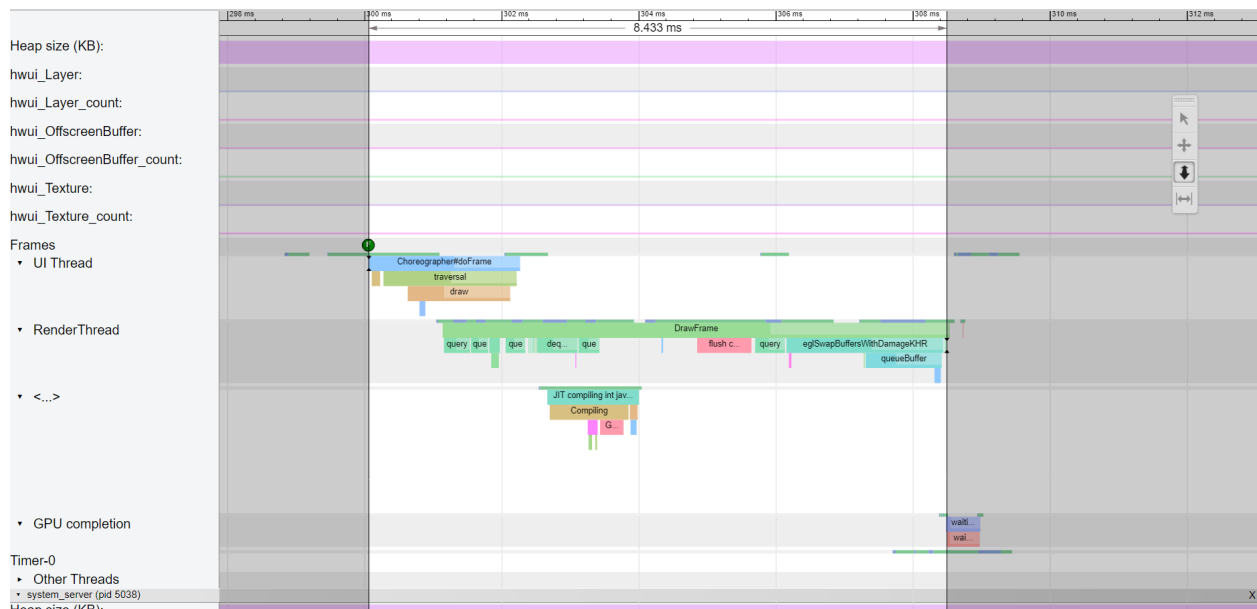 298 ms 300 ms 302 ms 304 ms 306 ms 308 ms 310 ms 312 ms
8.433 ms
Heap size (KB):
hwui_Layer:
hwui_Layer_count:
hwui_OffscreenBuffer:
hwui_OffscreenBuffer_count:
hwui_Texture:
hwui_Texture_count:
Frames
F
UI Thread
Choreographer#doFrame
traversal
draw
RenderThread
DrawFrame
query que que deq... que flush c... query eglSwapBuffersWithDamageKHR
queueBuffer
<...>
JIT compiling int jav...
Compiling
G...
GPU completion
waiti...
wai...
Timer-0
Other Threads
system_server (pid 5038) X
Heap size (KB):